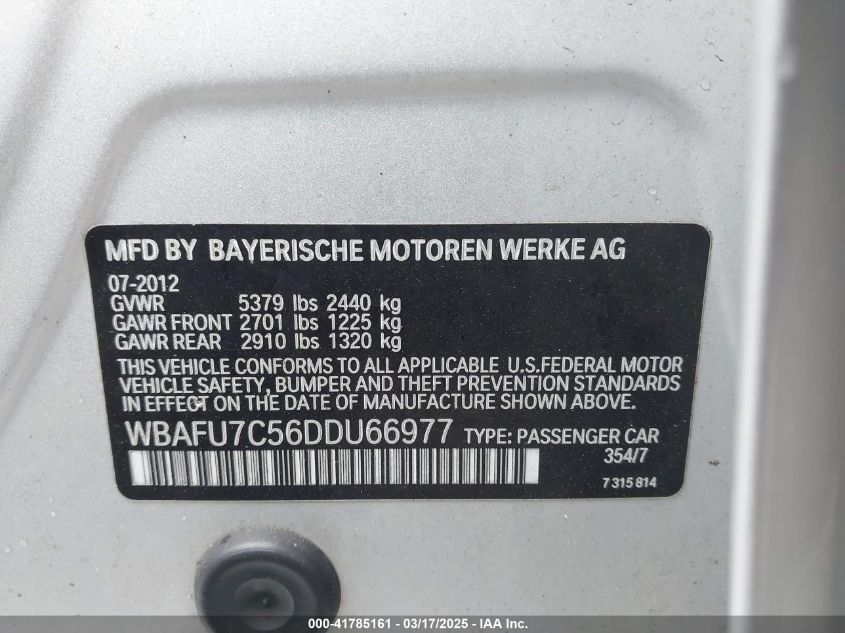 MFD BY BAYERISCHE MOTOREN WERKE AG
07-2012
GVWR 5379 lbs 2440 kg
GAWR FRONT 2701 lbs 1225 kg
GAWR REAR 2910 lbs 1320 kg
THIS VEHICLE CONFORMS TO ALL APPLICABLE U.S.FEDERAL MOTOR
VEHICLE SAFETY, BUMPER AND THEFT PREVENTION STANDARDS
IN EFFECT ON THE DATE OF MANUFACTURE SHOWN ABOVE.
WBAFU7C56DDU66977 TYPE: PASSENGER CAR
354/7
7 315 814
000-41785161 - 03/17/2025 - IAA Inc.